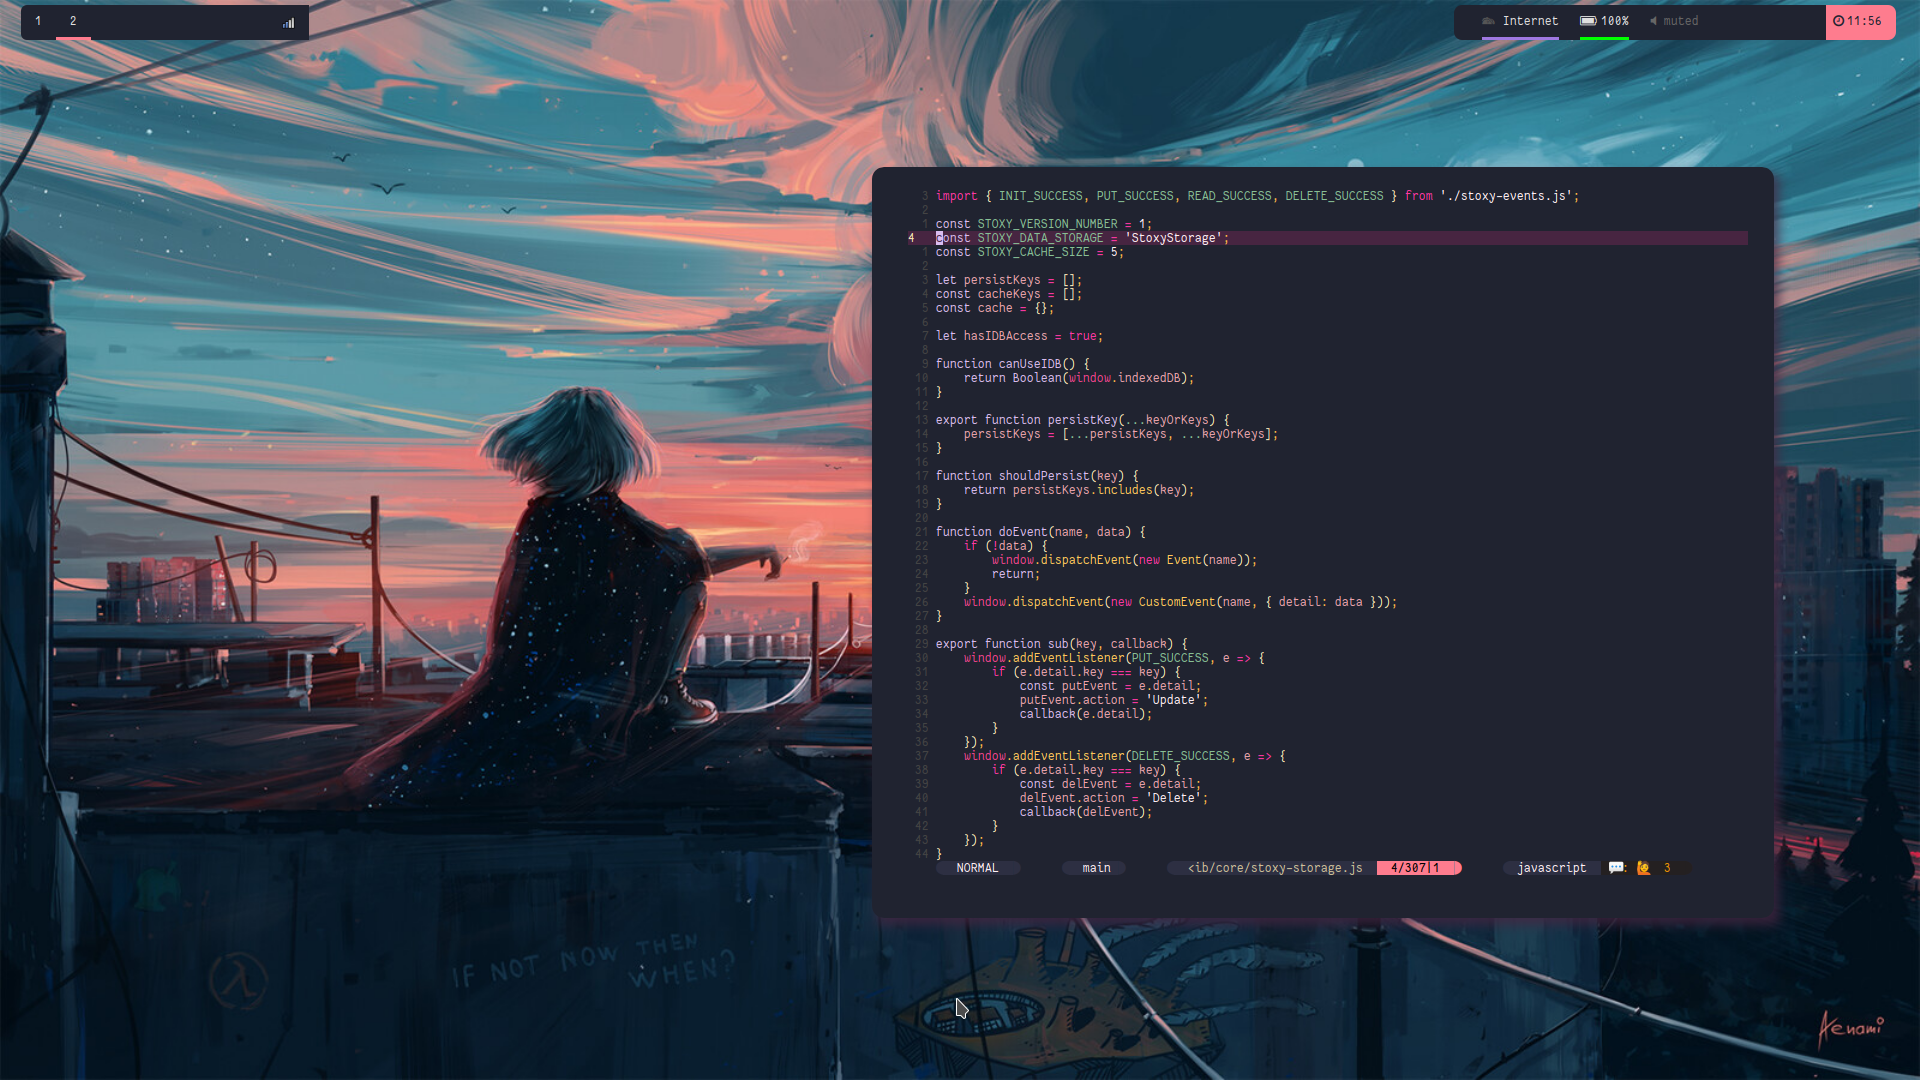 1 2
Internet 100% muted 11:56
3 import { INIT_SUCCESS, PUT_SUCCESS, READ_SUCCESS, DELETE_SUCCESS } from './stoxy-events.js';
2
1 const STOXY_VERSION_NUMBER = 1;
4 const STOXY_DATA_STORAGE = 'StoxyStorage';
1 const STOXY_CACHE_SIZE = 5;
2
3 let persistKeys = [];
4 const cacheKeys = [];
5 const cache = {};
6
7 let hasIDBAccess = true;
8
9 function canUseIDB() {
10     return Boolean(window.indexedDB);
11 }
12
13 export function persistKey(...keyOrKeys) {
14     persistKeys = [...persistKeys, ...keyOrKeys];
15 }
16
17 function shouldPersist(key) {
18     return persistKeys.includes(key);
19 }
20
21 function doEvent(name, data) {
22     if (!data) {
23         window.dispatchEvent(new Event(name));
24         return;
25     }
26     window.dispatchEvent(new CustomEvent(name, { detail: data }));
27 }
28
29 export function sub(key, callback) {
30     window.addEventListener(PUT_SUCCESS, e => {
31         if (e.detail.key === key) {
32             const putEvent = e.detail;
33             putEvent.action = 'Update';
34             callback(e.detail);
35         }
36     });
37     window.addEventListener(DELETE_SUCCESS, e => {
38         if (e.detail.key === key) {
39             const delEvent = e.detail;
40             delEvent.action = 'Delete';
41             callback(delEvent);
42         }
43     });
44 }
NORMAL main <ib/core/stoxy-storage.js 4/307|1 javascript 💬: 🙋 3
IF NOT NOW THEN
WHEN?
Aenami